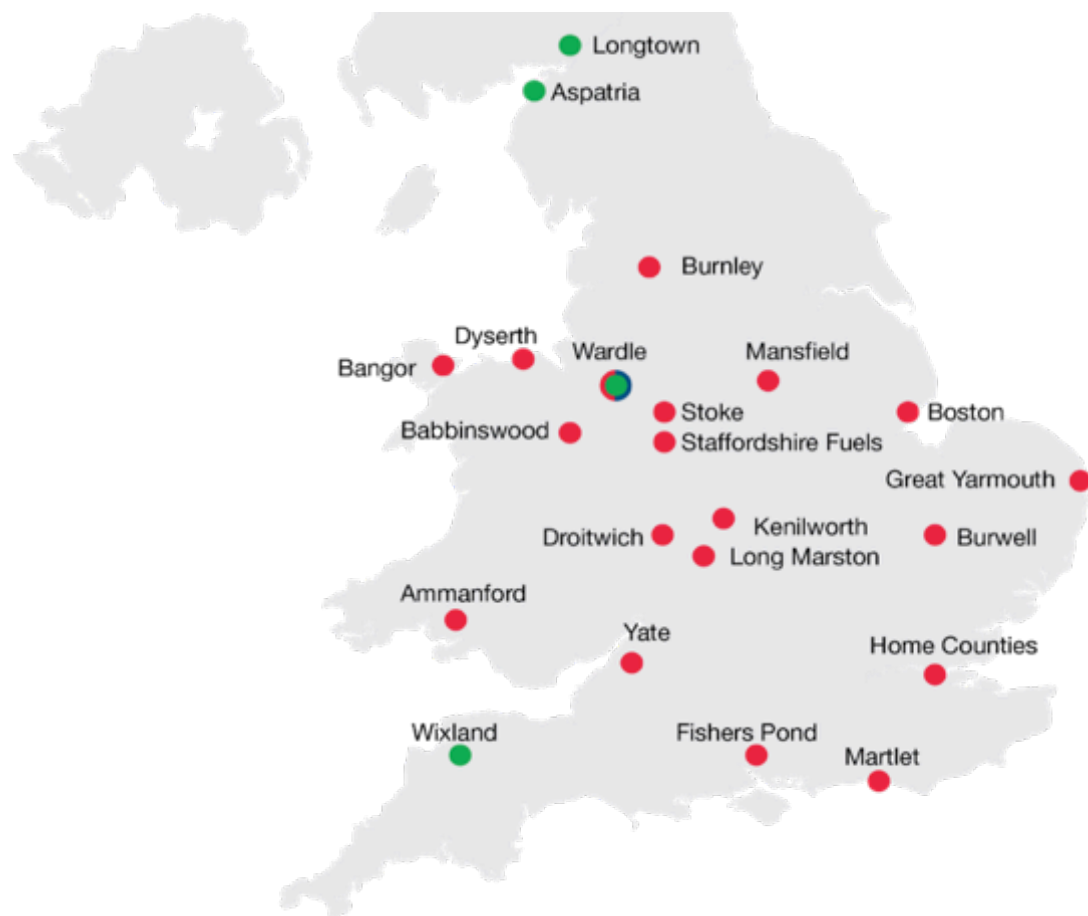 Longtown
Aspatria
Burnley
Dyserth
Wardle
Mansfield
Bangor
Stoke
Boston
Babbinswood
Staffordshire Fuels
Great Yarmouth
Kenilworth
Droitwich
Burwell
Long Marston
Ammanford
Yate
Home Counties
Wixland
Fishers Pond
Martlet